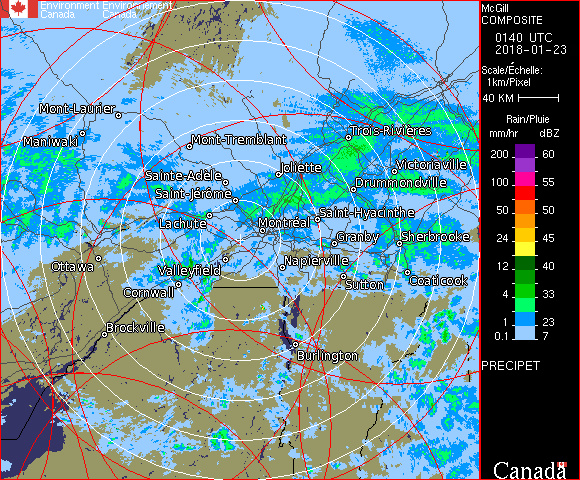 Environment Environnement
Canada Canada
McGill
COMPOSITE
0140 UTC
2018-01-23
Scale/Échelle:
1km/Pixel
40 KM
Rain/Pluie
mm/hr dBZ
200 60
100 55
50 50
24 45
12 40
4 33
1 23
0.1 7
PRECIPET
Mont-Laurier
Maniwaki
Mont-Tremblant
Trois-Rivières
Joliette
Victoriaville
Sainte-Adèle
Drummondville
Saint-Jérôme
Saint-Hyacinthe
Lachute
Montréal
Granby
Sherbrooke
Ottawa
Valleyfield
Napierville
Cornwall
Sutton
Coaticook
Brockville
Burlington
Canada